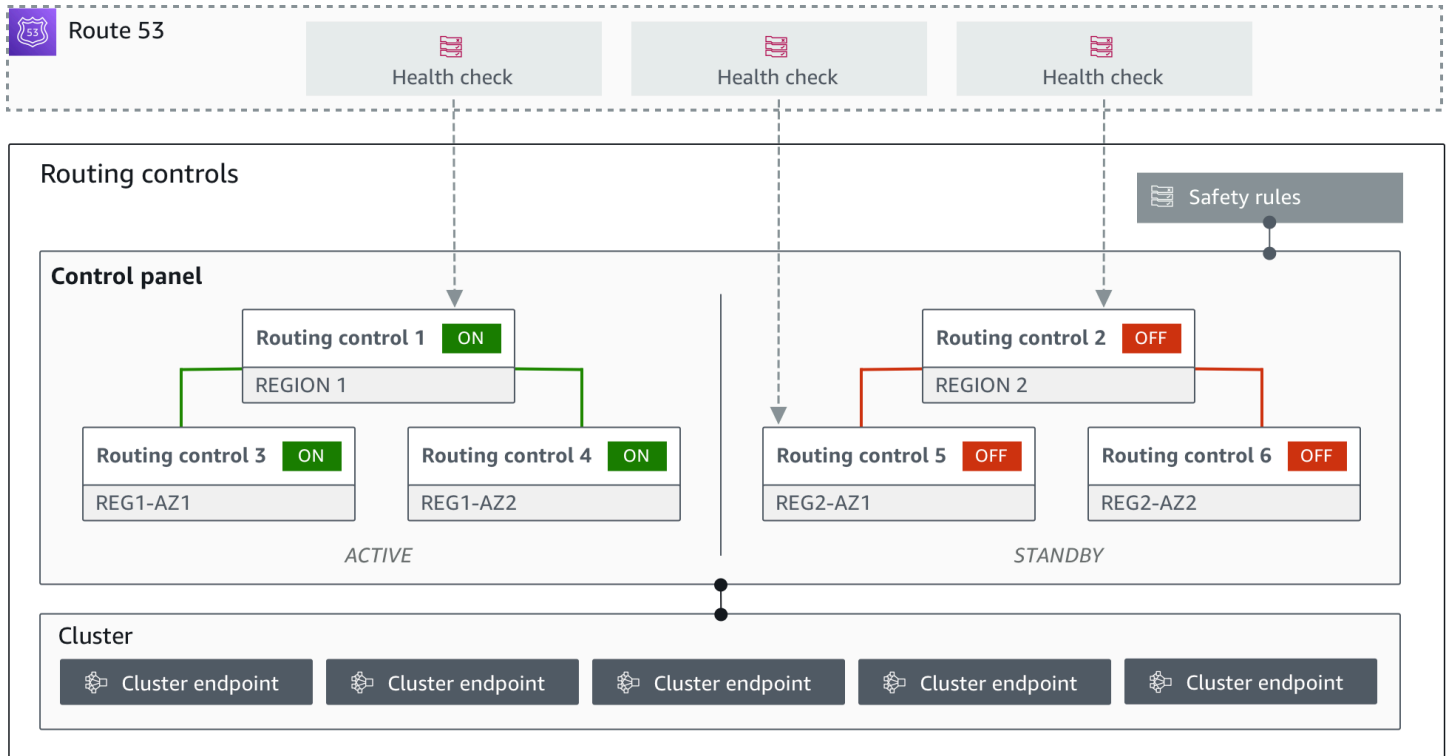 53
Route 53
Health check
Health check
Health check
Routing controls
Safety rules
Control panel
Routing control 1 ON
REGION 1
Routing control 2 OFF
REGION 2
Routing control 3 ON
REG1-AZ1
Routing control 4 ON
REG1-AZ2
Routing control 5 OFF
REG2-AZ1
Routing control 6 OFF
REG2-AZ2
ACTIVE
STANDBY
Cluster
Cluster endpoint
Cluster endpoint
Cluster endpoint
Cluster endpoint
Cluster endpoint